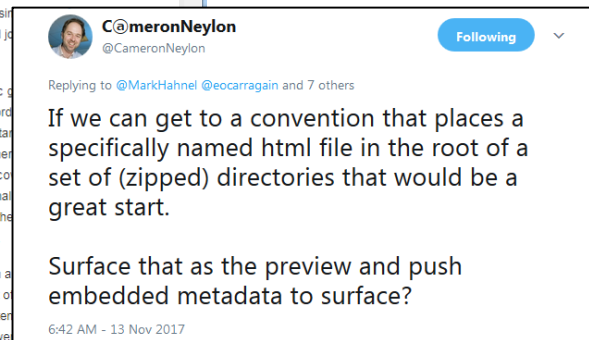 CⓐmeronNeylon
@CameronNeylon
Following
Replying to @MarkHahnel @eocarragain and 7 others
If we can get to a convention that places a
specifically named html file in the root of a
set of (zipped) directories that would be a
great start.
Surface that as the preview and push
embedded metadata to surface?
6:42 AM - 13 Nov 2017